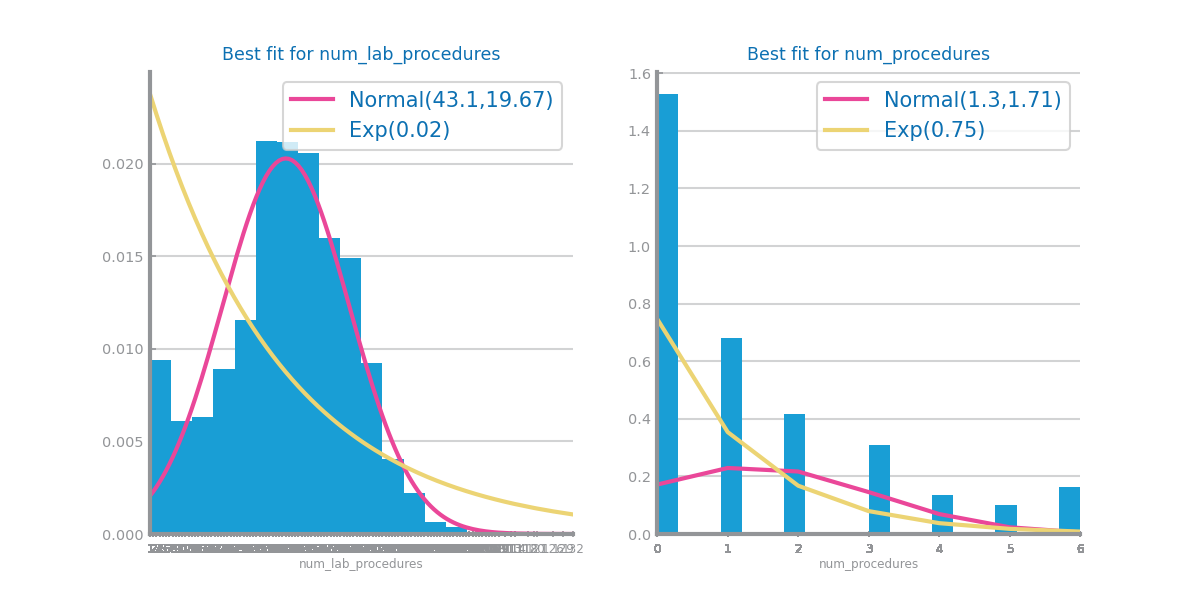 Best fit for num_lab_procedures
Normal(43.1,19.67)
Exp(0.02)
0.020
0.015
0.010
0.005
0.000
num_lab_procedures
Best fit for num_procedures
Normal(1.3,1.71)
Exp(0.75)
1.6
1.4
1.2
1.0
0.8
0.6
0.4
0.2
0.0
0 1 2 3 4 5 6
num_procedures